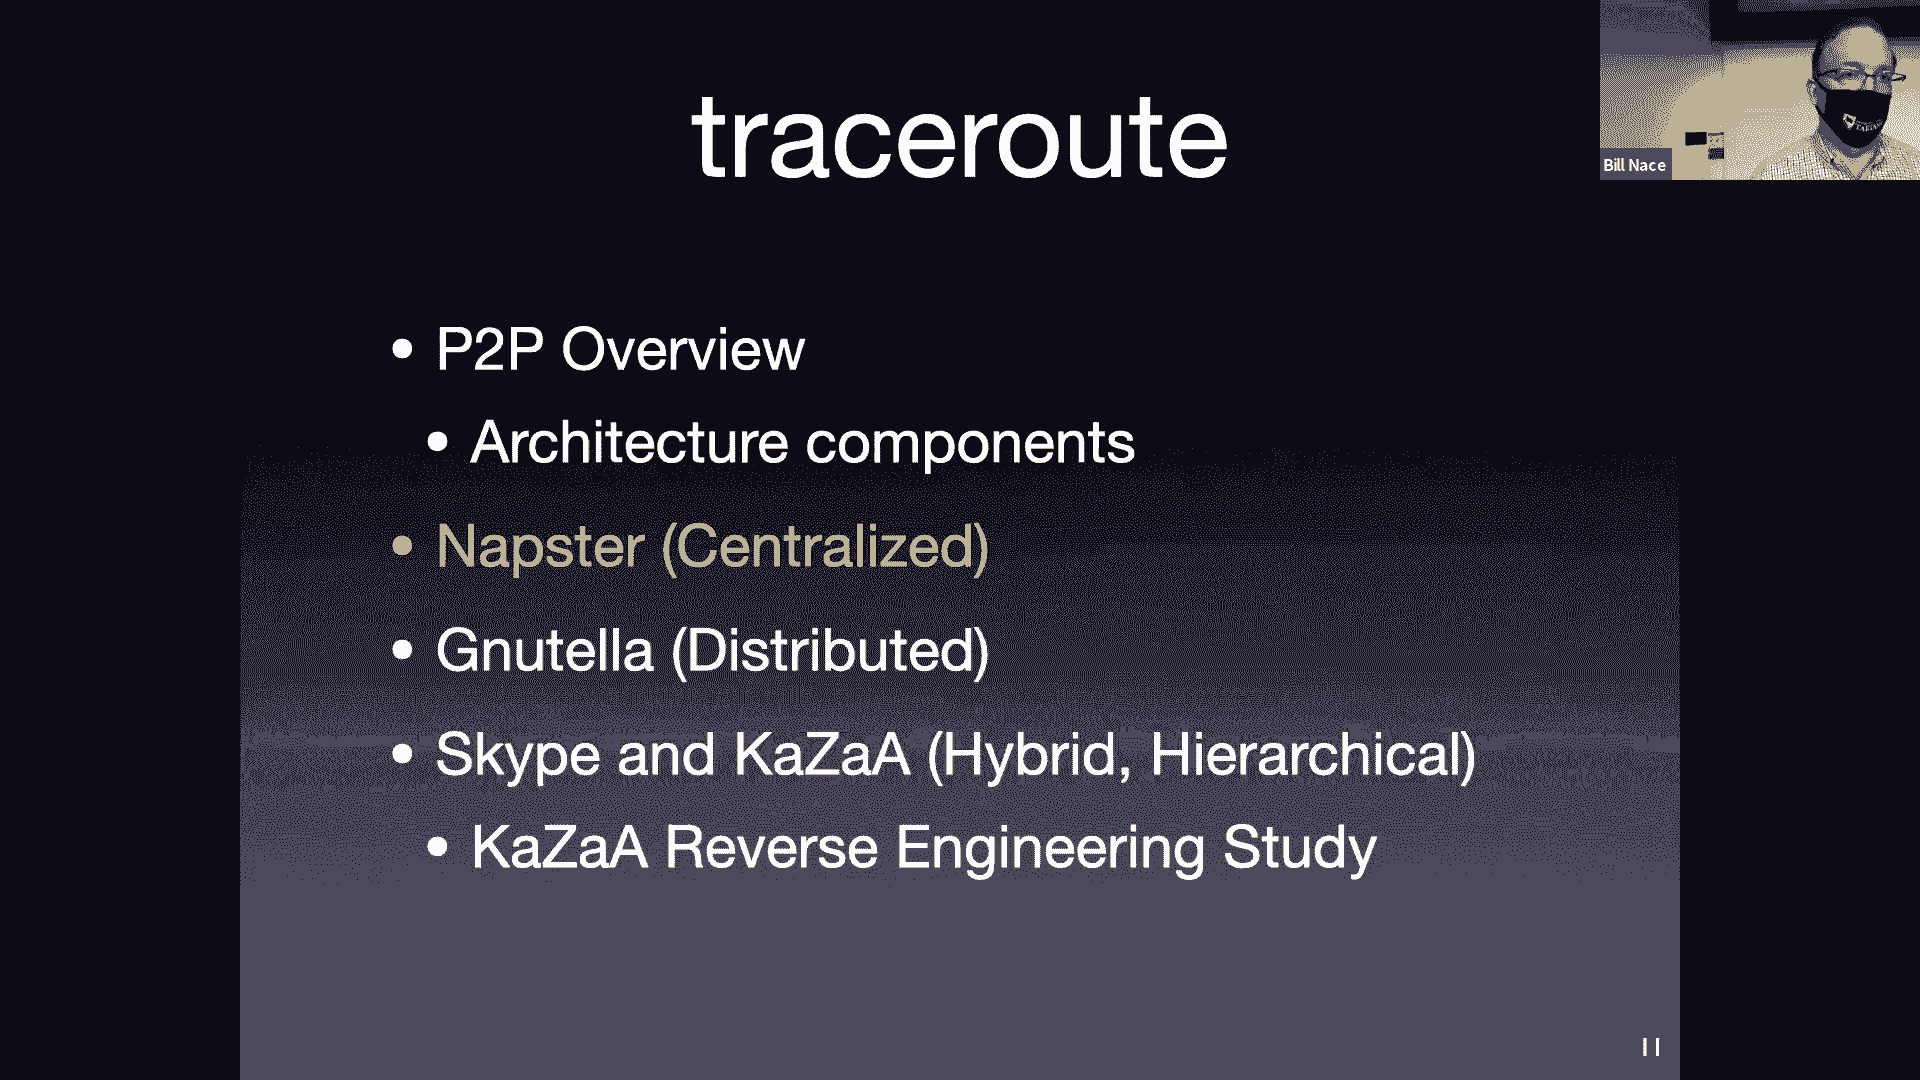 traceroute
Bill Nace
• P2P Overview
• Architecture components
• Napster (Centralized)
• Gnutella (Distributed)
• Skype and KaZaA (Hybrid, Hierarchical)
• KaZaA Reverse Engineering Study
11